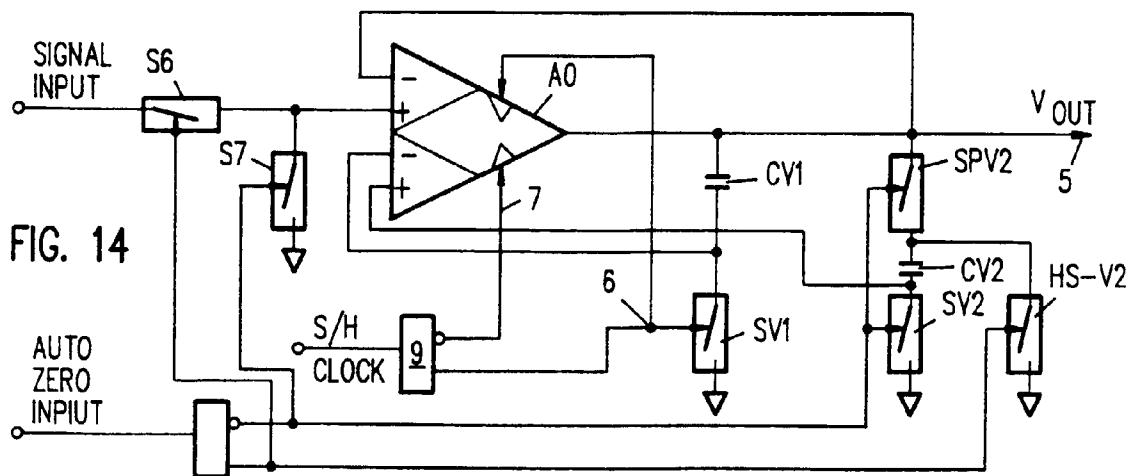 SIGNAL
INPUT
S6
S7
A0
7
CV1
V OUT
5
SPV2
CV2
SV2
HS-V2
FIG. 14
6
SV1
S/H
CLOCK
9
AUTO
ZERO
INPIUT
-
+
-
+